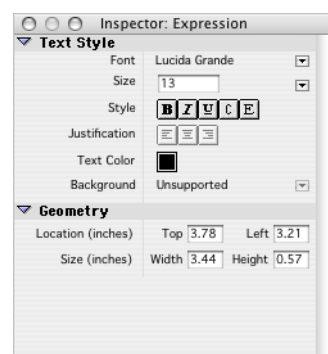 Inspector: Expression
Text Style
Font Lucida Grande
Size 13
Style B I U C E
Justification
Text Color
Background Unsupported
Geometry
Location (inches) Top 3.78 Left 3.21
Size (inches) Width 3.44 Height 0.57